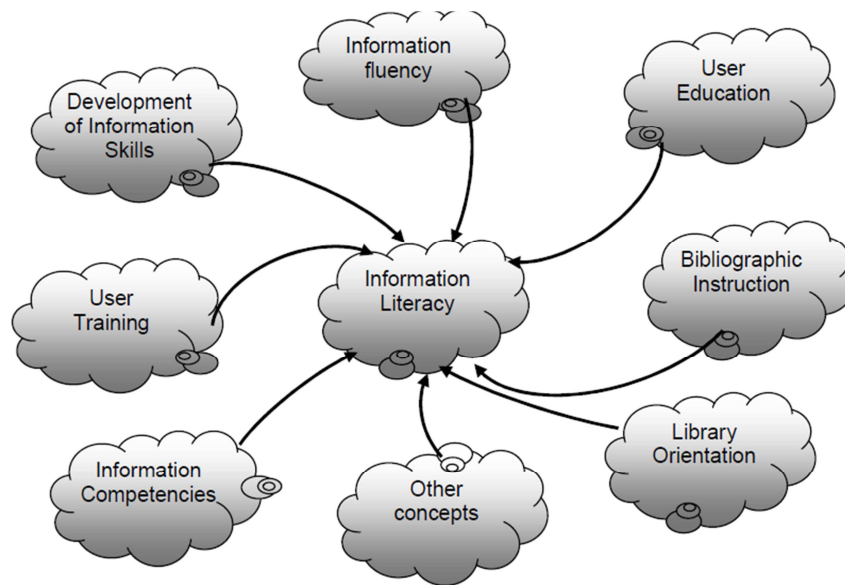 Information
fluency
User
Education
Development
of Information
Skills
Bibliographic
Instruction
Information
Literacy
User
Training
Library
Orientation
Information
Competencies
Other
concepts